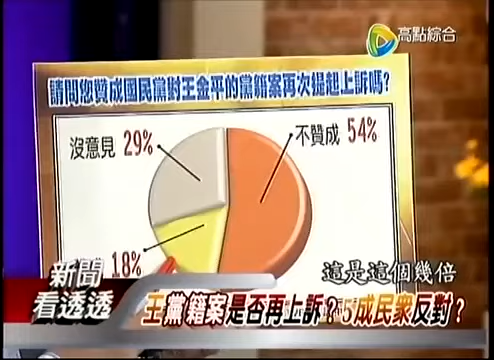 高點綜合
請問您贊成國民黨對王金平的黨籍案再次提起上訴嗎?
沒意見 29%
不贊成 54%
18%
新聞
看透透
這是這個幾倍
王黨籍案是否再上訴?5成民眾反對?